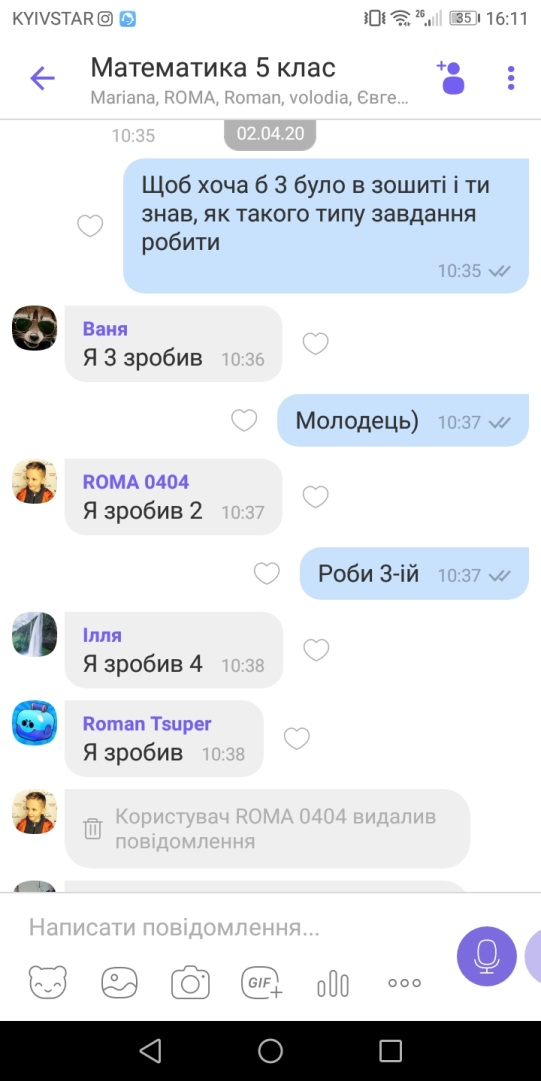 KYIVSTAR 2G 35 16:11
Математика 5 клас
Mariana, ROMA, Roman, volodia, Євге...
10:35
02.04.20
Щоб хоча б 3 було в зошиті і ти
знав, як такого типу завдання
робити
10:35
Ваня
Я 3 зробив 10:36
Молодець) 10:37
ROMA 0404
Я зробив 2 10:37
Роби 3-ій 10:37
Ілля
Я зробив 4 10:38
Roman Tsuper
Я зробив 10:38
Користувач ROMA 0404 видалив
повідомлення
Написати повідомлення...
GIF